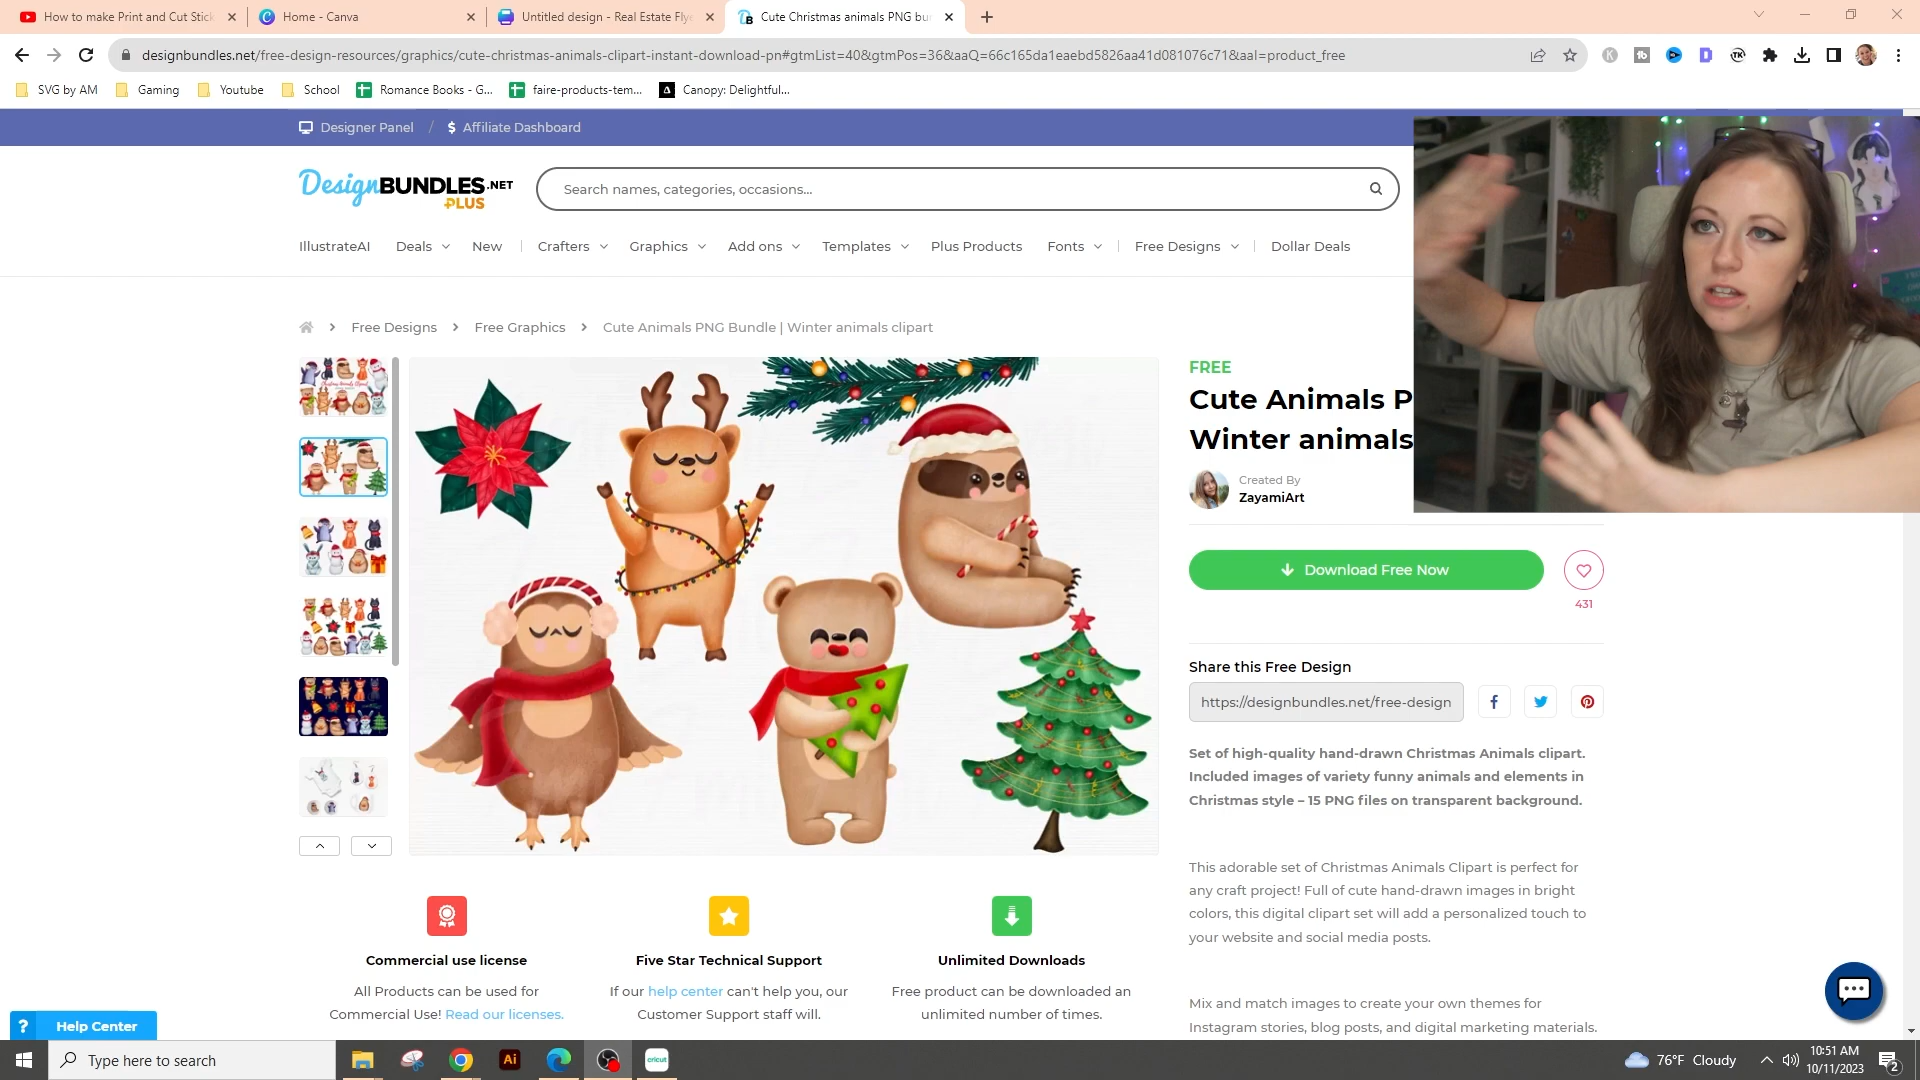 How to make Print and Cut Stick
Home - Canva
Untitled design - Real Estate Flye
Cute Christmas animals PNG bun
designbundles.net/free-design-resources/graphics/cute-christmas-animals-clipart-instant-download-pn#gtmList=40&gtmPos=36&aaQ=66c165da1eaebd5826aa41d081076c71&aal=product_free
SVG by AM
Gaming
Youtube
School
Romance Books - G...
faire-products-tem...
Canopy: Delightful...
Designer Panel / $ Affiliate Dashboard
DesignBUNDLES.NET
+PLUS
Search names, categories, occasions...
IllustrateAI Deals New Crafters Graphics Add ons Templates Plus Products Fonts Free Designs Dollar Deals
Free Designs > Free Graphics > Cute Animals PNG Bundle | Winter animals clipart
FREE
Cute Animals P
Winter animals
Created By
ZayamiArt
Download Free Now
431
Share this Free Design
https://designbundles.net/free-design
Set of high-quality hand-drawn Christmas Animals clipart.
Included images of variety funny animals and elements in
Christmas style – 15 PNG files on transparent background.
This adorable set of Christmas Animals Clipart is perfect for
any craft project! Full of cute hand-drawn images in bright
colors, this digital clipart set will add a personalized touch to
your website and social media posts.
Mix and match images to create your own themes for
Instagram stories, blog posts, and digital marketing materials.
Commercial use license
All Products can be used for
Commercial Use! Read our licenses.
Five Star Technical Support
If our help center can't help you, our
Customer Support staff will.
Unlimited Downloads
Free product can be downloaded an
unlimited number of times.
? Help Center
Type here to search
Ai
cricut
76°F Cloudy
10:51 AM
10/11/2023
2